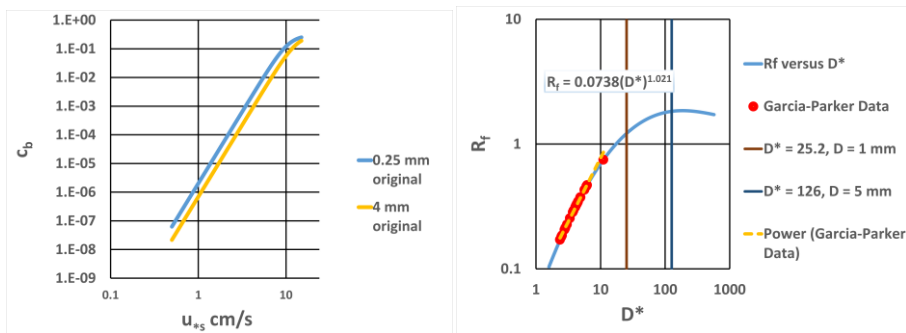 1.E+00
1.E-01
1.E-02
1.E-03
1.E-04
1.E-05
1.E-06
1.E-07
1.E-08
1.E-09
c_b
0.1
1
10
u_*s cm/s
0.25 mm
original
4 mm
original
R_f = 0.0738(D*)^1.021
10
1
0.1
R_f
1
10
100
1000
D*
Rf versus D*
Garcia-Parker
Data
D* = 25.2, D = 1 mm
D* = 126, D = 5 mm
Power (Garcia-Parker
Data)